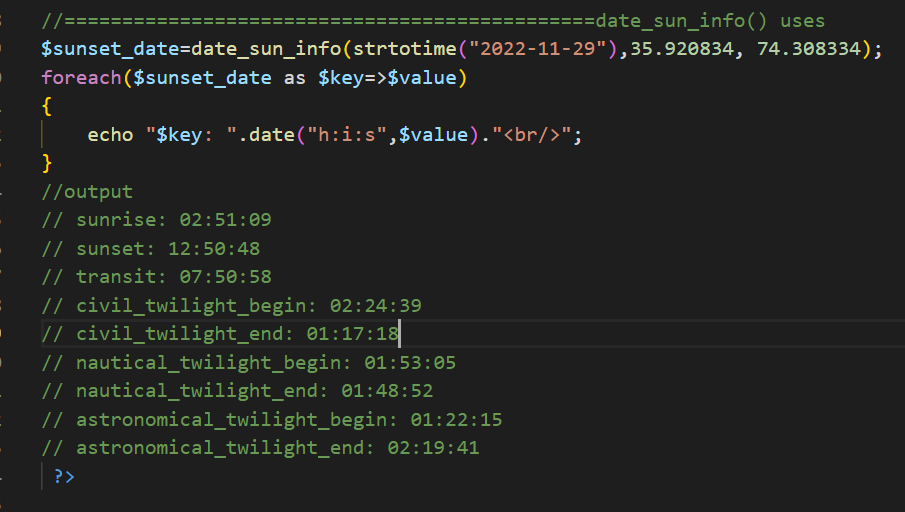 //==============================================date_sun_info() uses
$sunset_date=date_sun_info(strtotime("2022-11-29"),35.920834, 74.308334);
foreach($sunset_date as $key=>$value)
{
    echo "$key: ".date("h:i:s",$value)."<br/>";
}
//output
// sunrise: 02:51:09
// sunset: 12:50:48
// transit: 07:50:58
// civil_twilight_begin: 02:24:39
// civil_twilight_end: 01:17:18
// nautical_twilight_begin: 01:53:05
// nautical_twilight_end: 01:48:52
// astronomical_twilight_begin: 01:22:15
// astronomical_twilight_end: 02:19:41
?>